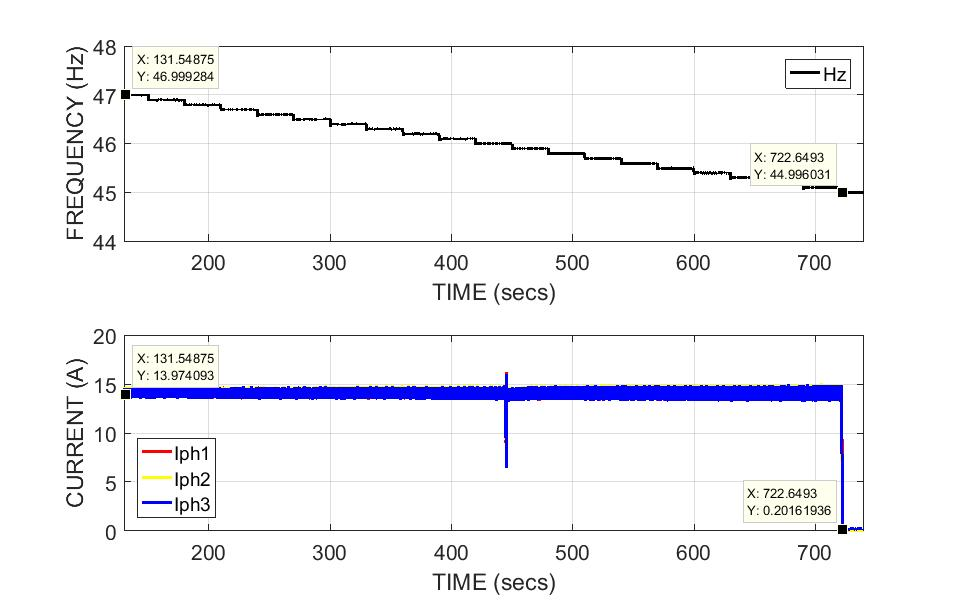 48
47
46
45
44
FREQUENCY (Hz)
X: 131.54875
Y: 46.999284
Hz
X: 722.6493
Y: 44.996031
200 300 400 500 600 700
TIME (secs)
20
15
10
5
0
CURRENT (A)
X: 131.54875
Y: 13.974093
Iph1
Iph2
Iph3
X: 722.6493
Y: 0.20161936
200 300 400 500 600 700
TIME (secs)